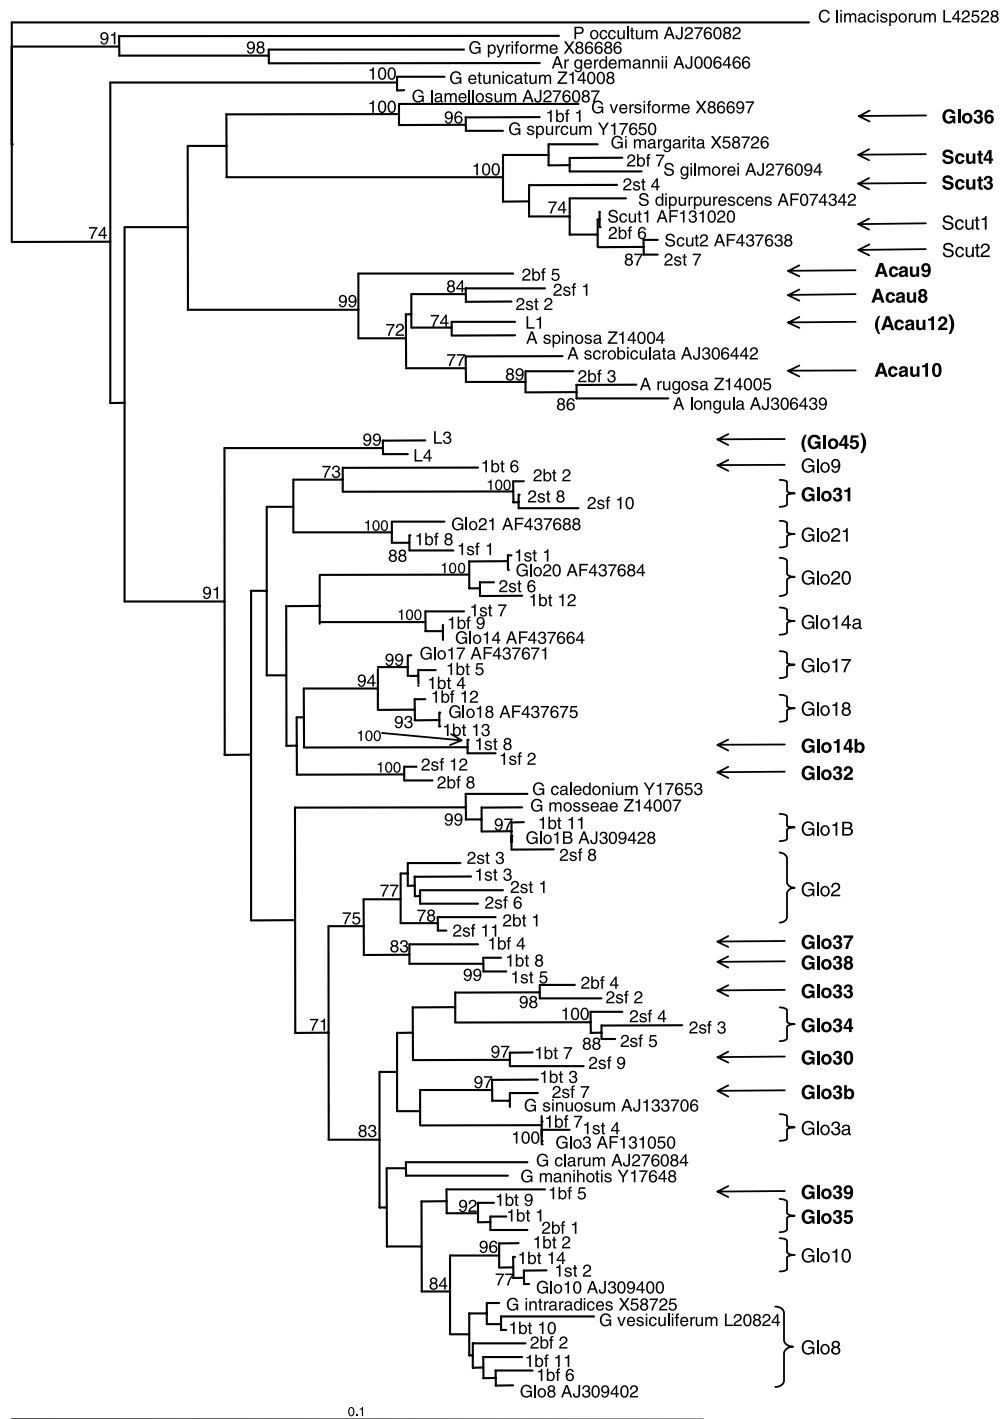 C limacisporum L42528
P occultum AJ276082
91
G pyriforme X86686
98
Ar gerdemannii AJ006466
G etunicatum Z14008
100
G lamellosum AJ276087
G versiforme X86697
100
1bf 1
Glo36
96
G spurcum Y17650
Gi margarita X58726
2bf 7
Scut4
100
S gilmorei AJ276094
2st 4
Scut3
S dipurpurescens AF074342
74
Scut1 AF131020
Scut1
74
2bf 6
Scut2 AF437638
Scut2
87
2st 7
2bf 5
Acau9
99
84
2sf 1
Acau8
2st 2
L1
(Acau12)
72
74
A spinosa Z14004
A scrobiculata AJ306442
77
2bf 3
Acau10
89
A rugosa Z14005
86
A longula AJ306439
99
L3
(Glo45)
L4
1bt 6
Glo9
73
2bt 2
100
2st 8
Glo31
2sf 10
Glo21 AF437688
100
1bf 8
Glo21
88
1sf 1
1st 1
100
Glo20 AF437684
Glo20
2st 6
91
1bt 12
1st 7
100
1bf 9
Glo14a
Glo14 AF437664
Glo17 AF437671
99
1bt 5
Glo17
94
1bt 4
1bf 12
Glo18 AF437675
Glo18
93
1bt 13
100
1st 8
Glo14b
1sf 2
2sf 12
Glo32
100
2bf 8
G caledonium Y17653
G mosseae Z14007
99
97
1bt 11
Glo1B
Glo1B AJ309428
2sf 8
2st 3
1st 3
77
2st 1
Glo2
2sf 6
75
78
2bt 1
2sf 11
83
1bf 4
Glo37
1bt 8
Glo38
99
1st 5
2bf 4
Glo33
98
2sf 2
100
2sf 4
71
2sf 3
Glo34
88
2sf 5
97
1bt 7
Glo30
2sf 9
97
1bt 3
2sf 7
Glo3b
G sinuosum AJ133706
1bf 7
83
1st 4
Glo3a
100
Glo3 AF131050
G clarum AJ276084
G manihotis Y17648
1bf 5
Glo39
92
1bt 9
1bt 1
Glo35
2bf 1
96
1bt 2
1bt 14
Glo10
77
1st 2
84
Glo10 AJ309400
G intraradices X58725
G vesiculiferum L20824
1bt 10
2bf 2
Glo8
1bf 11
1bf 6
Glo8 AJ309402
0.1